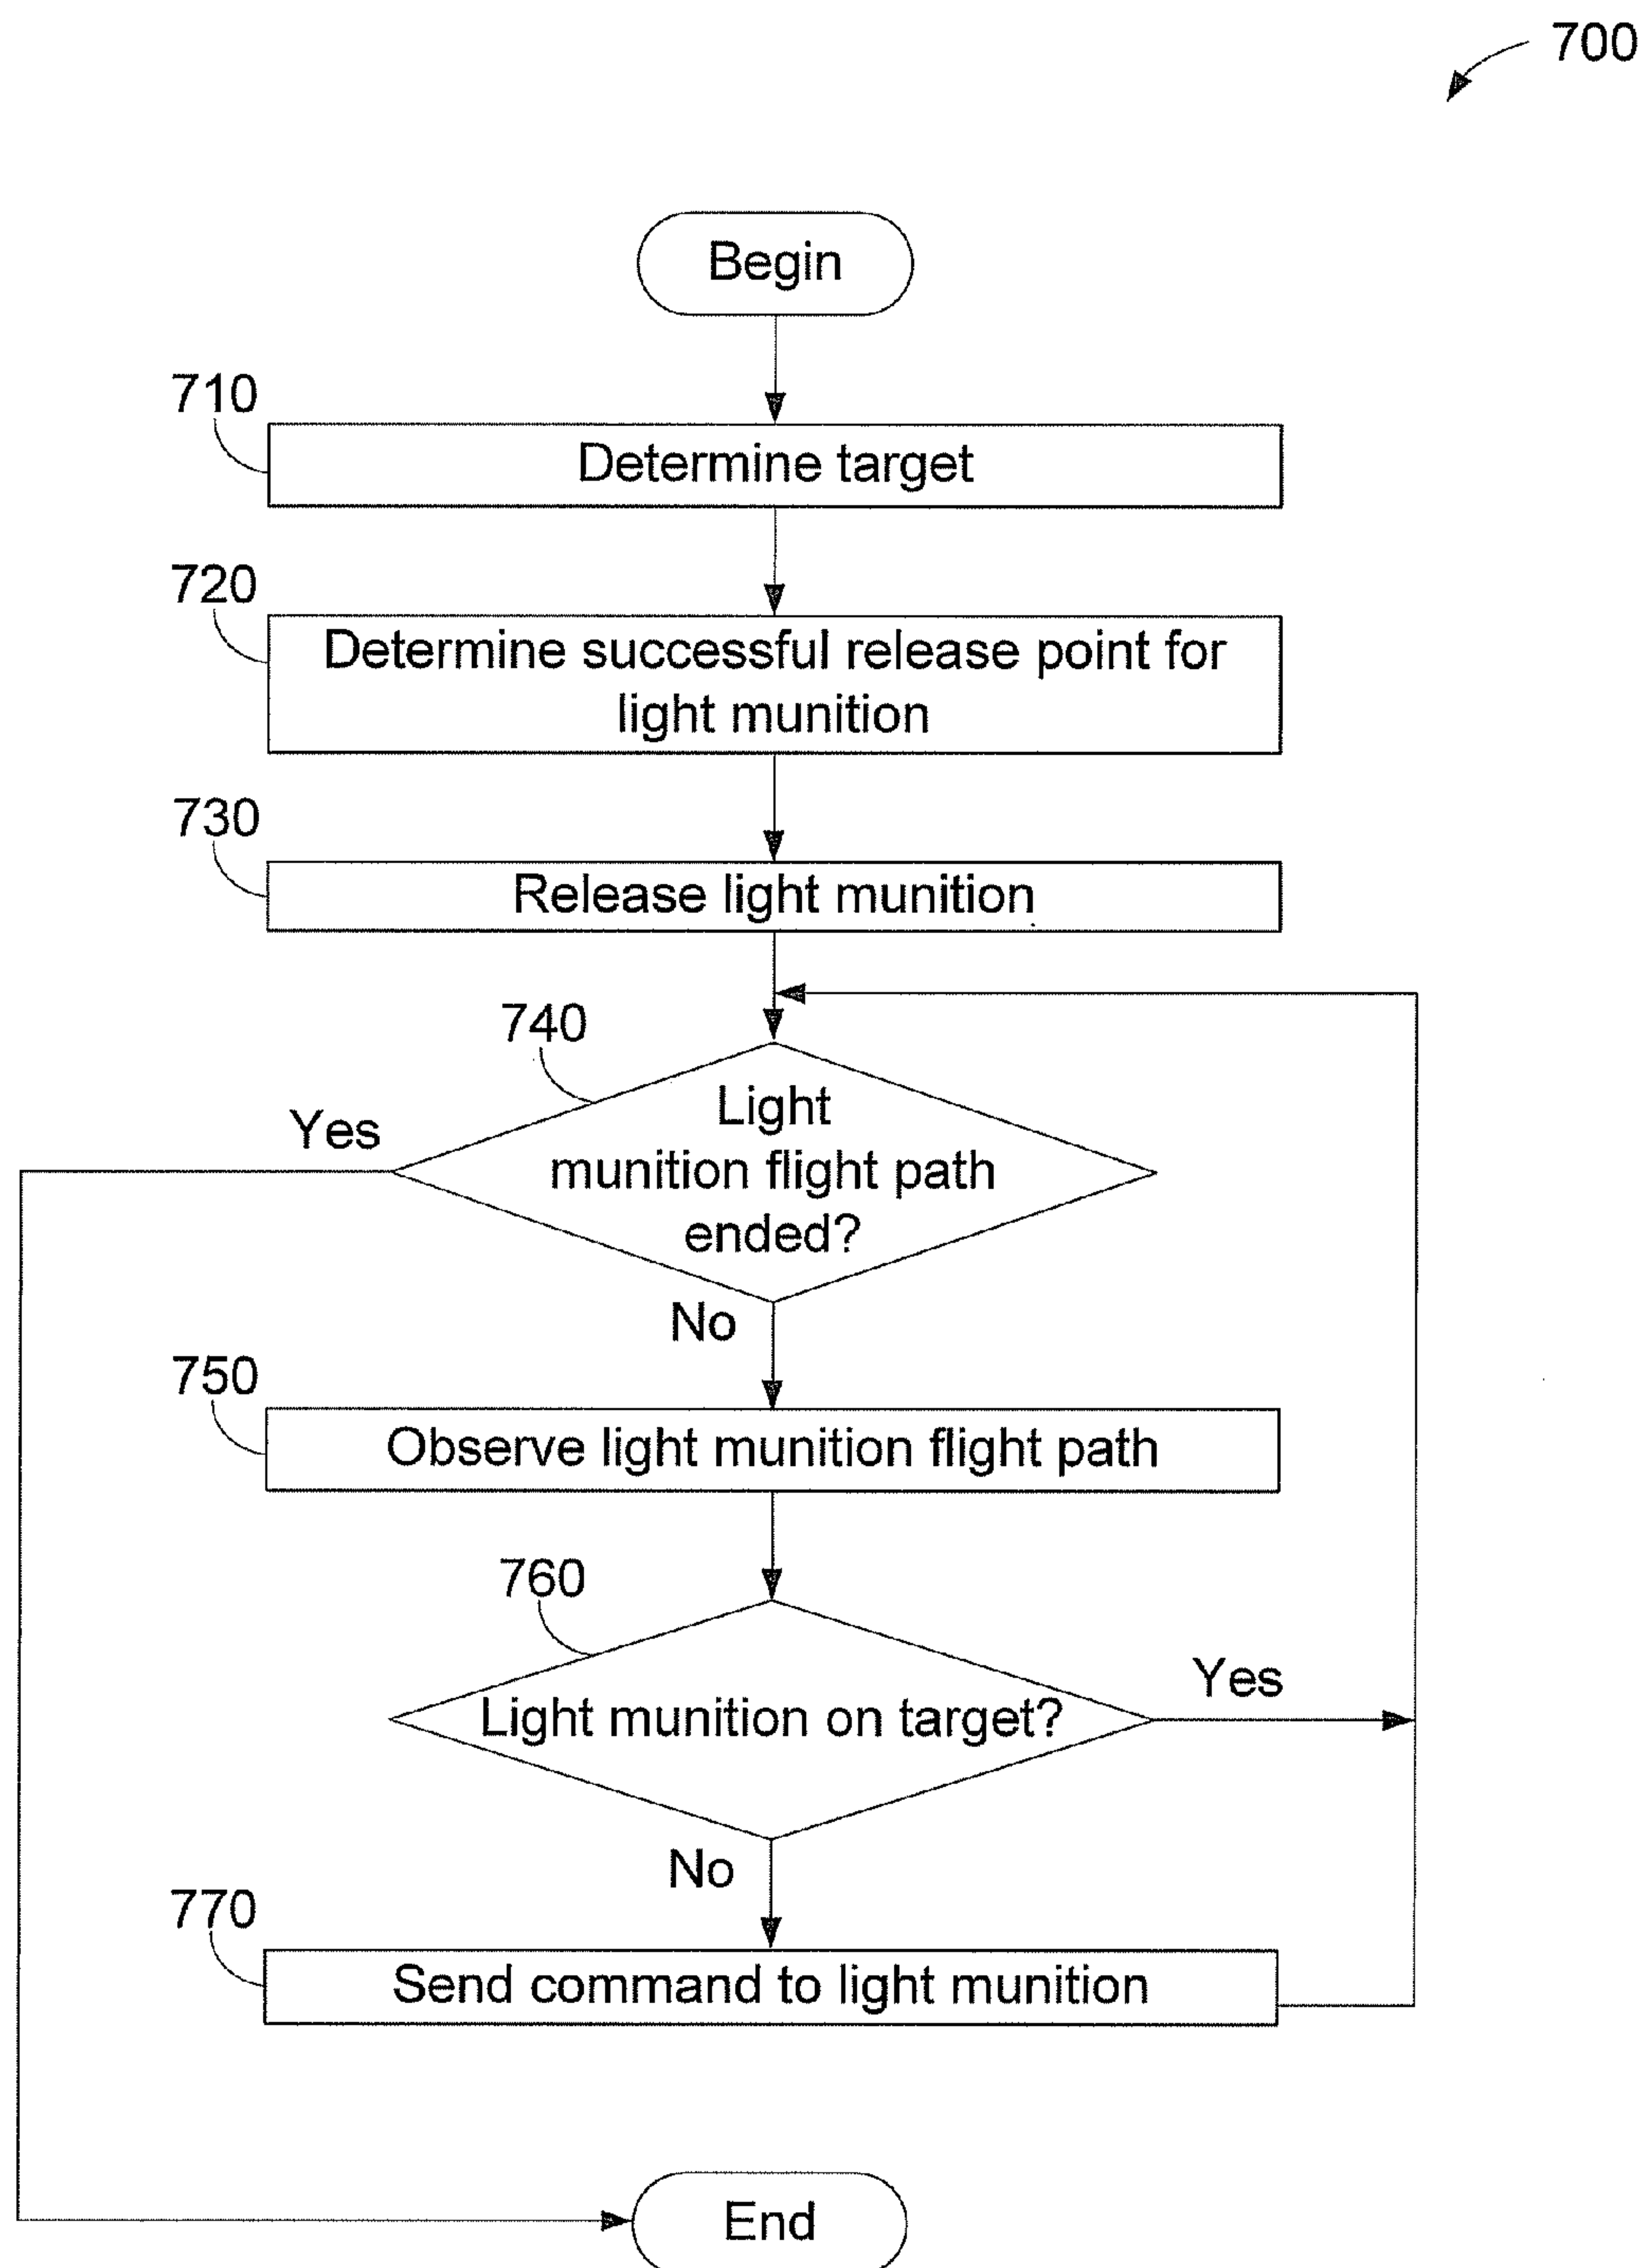 700
Begin
710
Determine target
720
Determine successful release point for
light munition
730
Release light munition
740
Light
munition flight path
ended?
Yes
No
750
Observe light munition flight path
760
Light munition on target?
Yes
No
770
Send command to light munition
End